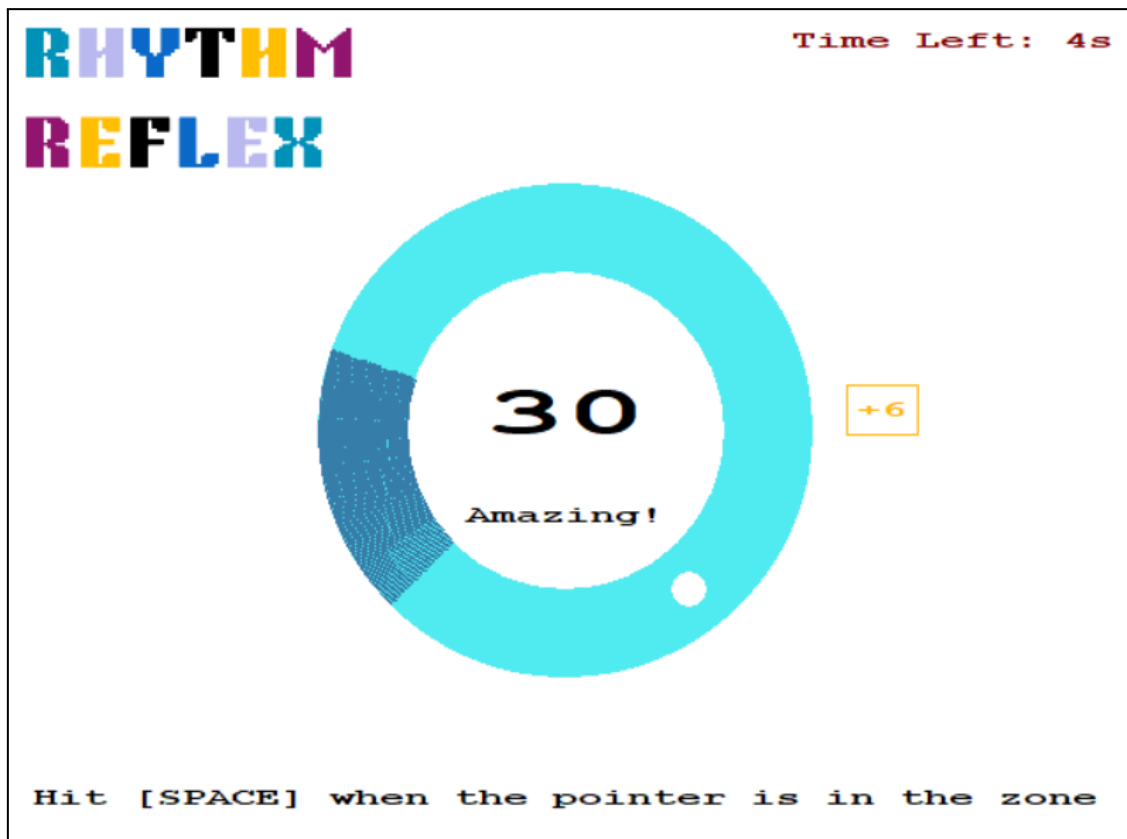 RHYTHM
Time Left: 4s
REFLEX
30
+6
Amazing!
Hit [SPACE] when the pointer is in the zone